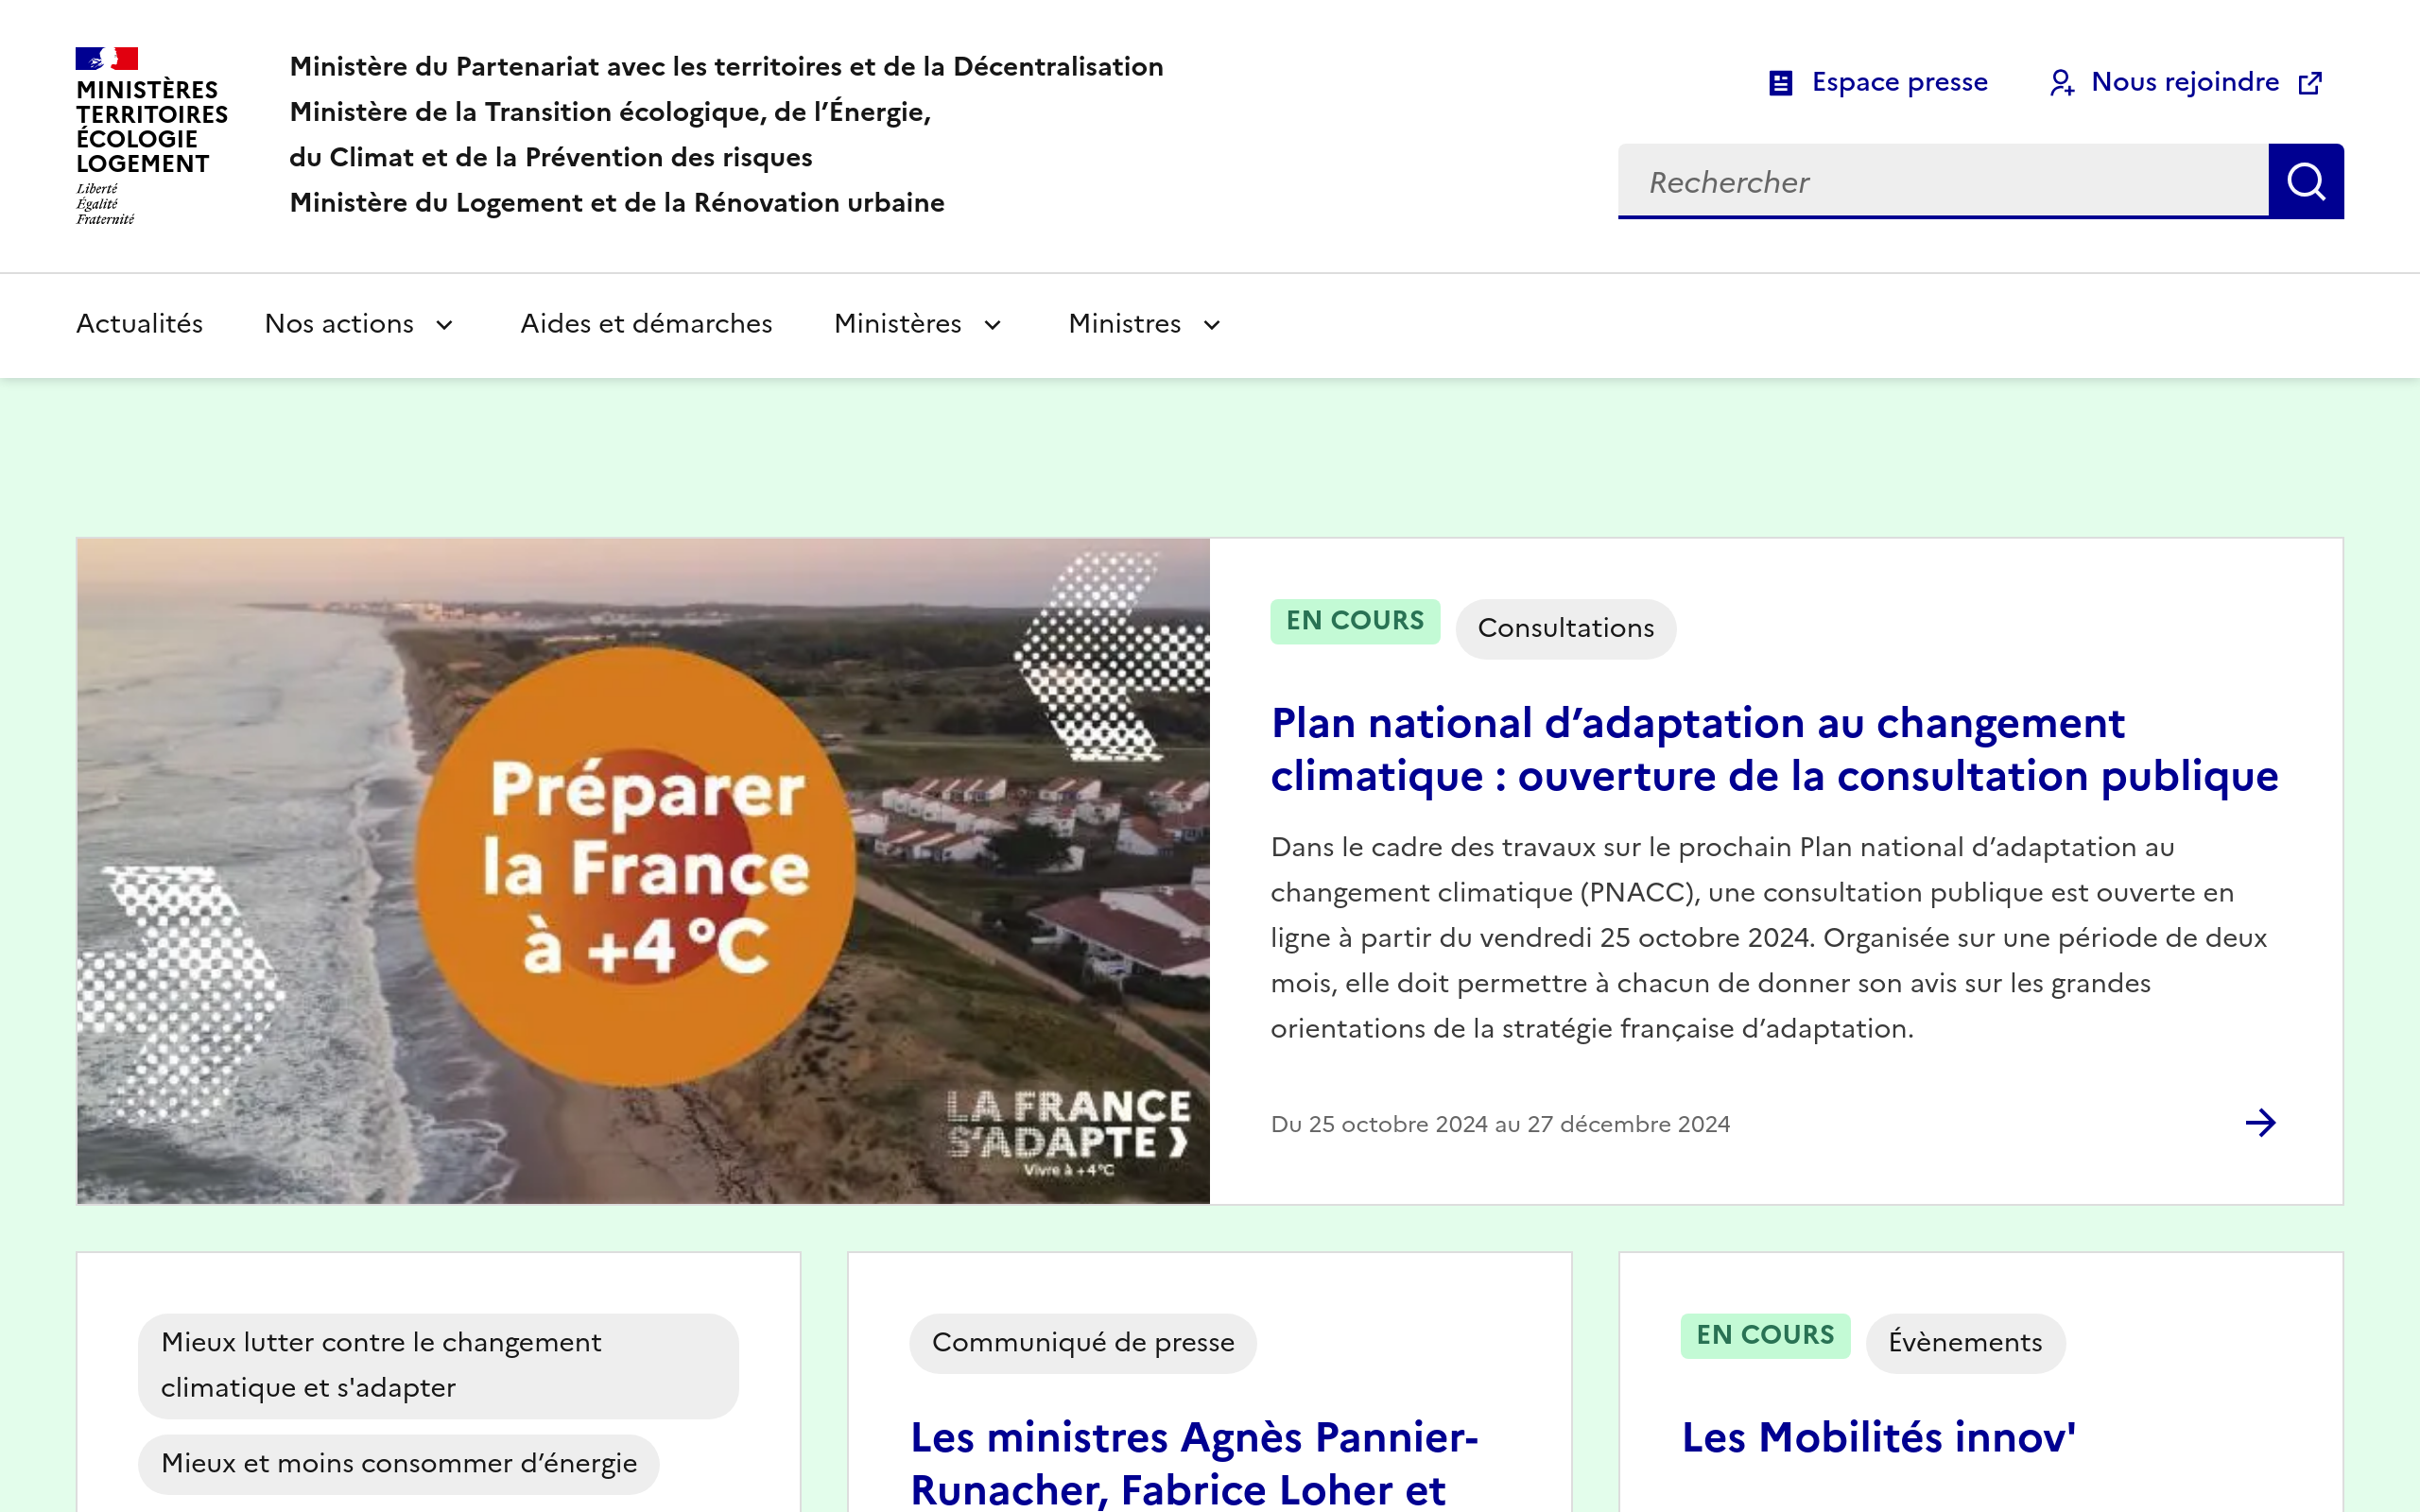 MINISTÈRES
TERRITOIRES
ÉCOLOGIE
LOGEMENT
Liberté
Égalité
Fraternité
Ministère du Partenariat avec les territoires et de la Décentralisation
Ministère de la Transition écologique, de l’Énergie,
du Climat et de la Prévention des risques
Ministère du Logement et de la Rénovation urbaine
Espace presse
Nous rejoindre
Rechercher
Actualités
Nos actions
Aides et démarches
Ministères
Ministres
Préparer
la France
à +4°C
LA FRANCE
S'ADAPTE
Vivre à +4°C
EN COURS
Consultations
Plan national d’adaptation au changement
climatique : ouverture de la consultation publique
Dans le cadre des travaux sur le prochain Plan national d’adaptation au
changement climatique (PNACC), une consultation publique est ouverte en
ligne à partir du vendredi 25 octobre 2024. Organisée sur une période de deux
mois, elle doit permettre à chacun de donner son avis sur les grandes
orientations de la stratégie française d’adaptation.
Du 25 octobre 2024 au 27 décembre 2024
Mieux lutter contre le changement
climatique et s'adapter
Mieux et moins consommer d’énergie
Communiqué de presse
Les ministres Agnès Pannier-
Runacher, Fabrice Loher et
EN COURS
Évènements
Les Mobilités innov'